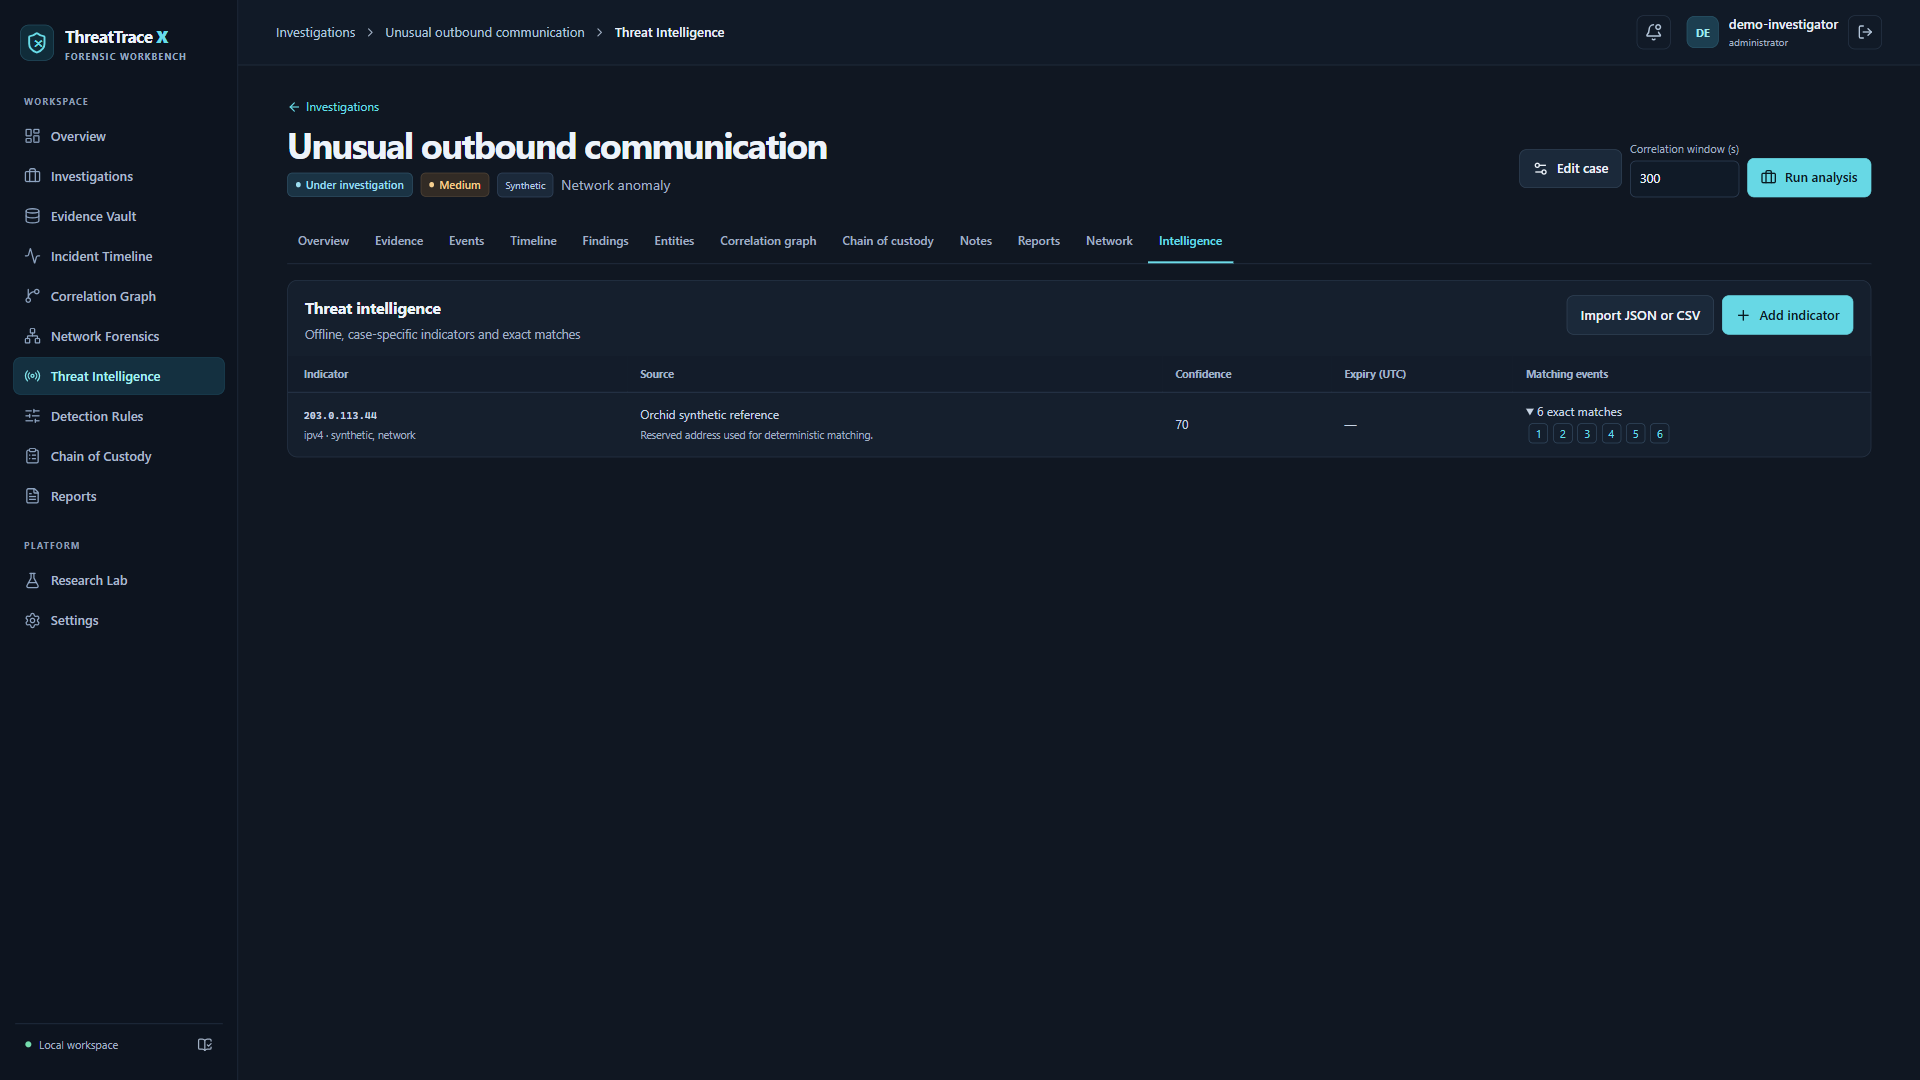 ThreatTrace X
FORENSIC WORKBENCH
WORKSPACE
Overview
Investigations
Evidence Vault
Incident Timeline
Correlation Graph
Network Forensics
Threat Intelligence
Detection Rules
Chain of Custody
Reports
PLATFORM
Research Lab
Settings
Local workspace
Investigations > Unusual outbound communication > Threat Intelligence
DE
demo-investigator
administrator
← Investigations
Unusual outbound communication
Under investigation Medium Synthetic Network anomaly
Edit case
Correlation window (s)
300
Run analysis
Overview Evidence Events Timeline Findings Entities Correlation graph Chain of custody Notes Reports Network Intelligence
Threat intelligence
Offline, case-specific indicators and exact matches
Import JSON or CSV
+ Add indicator
Indicator Source Confidence Expiry (UTC) Matching events
203.0.113.44
ipv4 · synthetic, network
Orchid synthetic reference
Reserved address used for deterministic matching.
70
—
▼ 6 exact matches
1 2 3 4 5 6